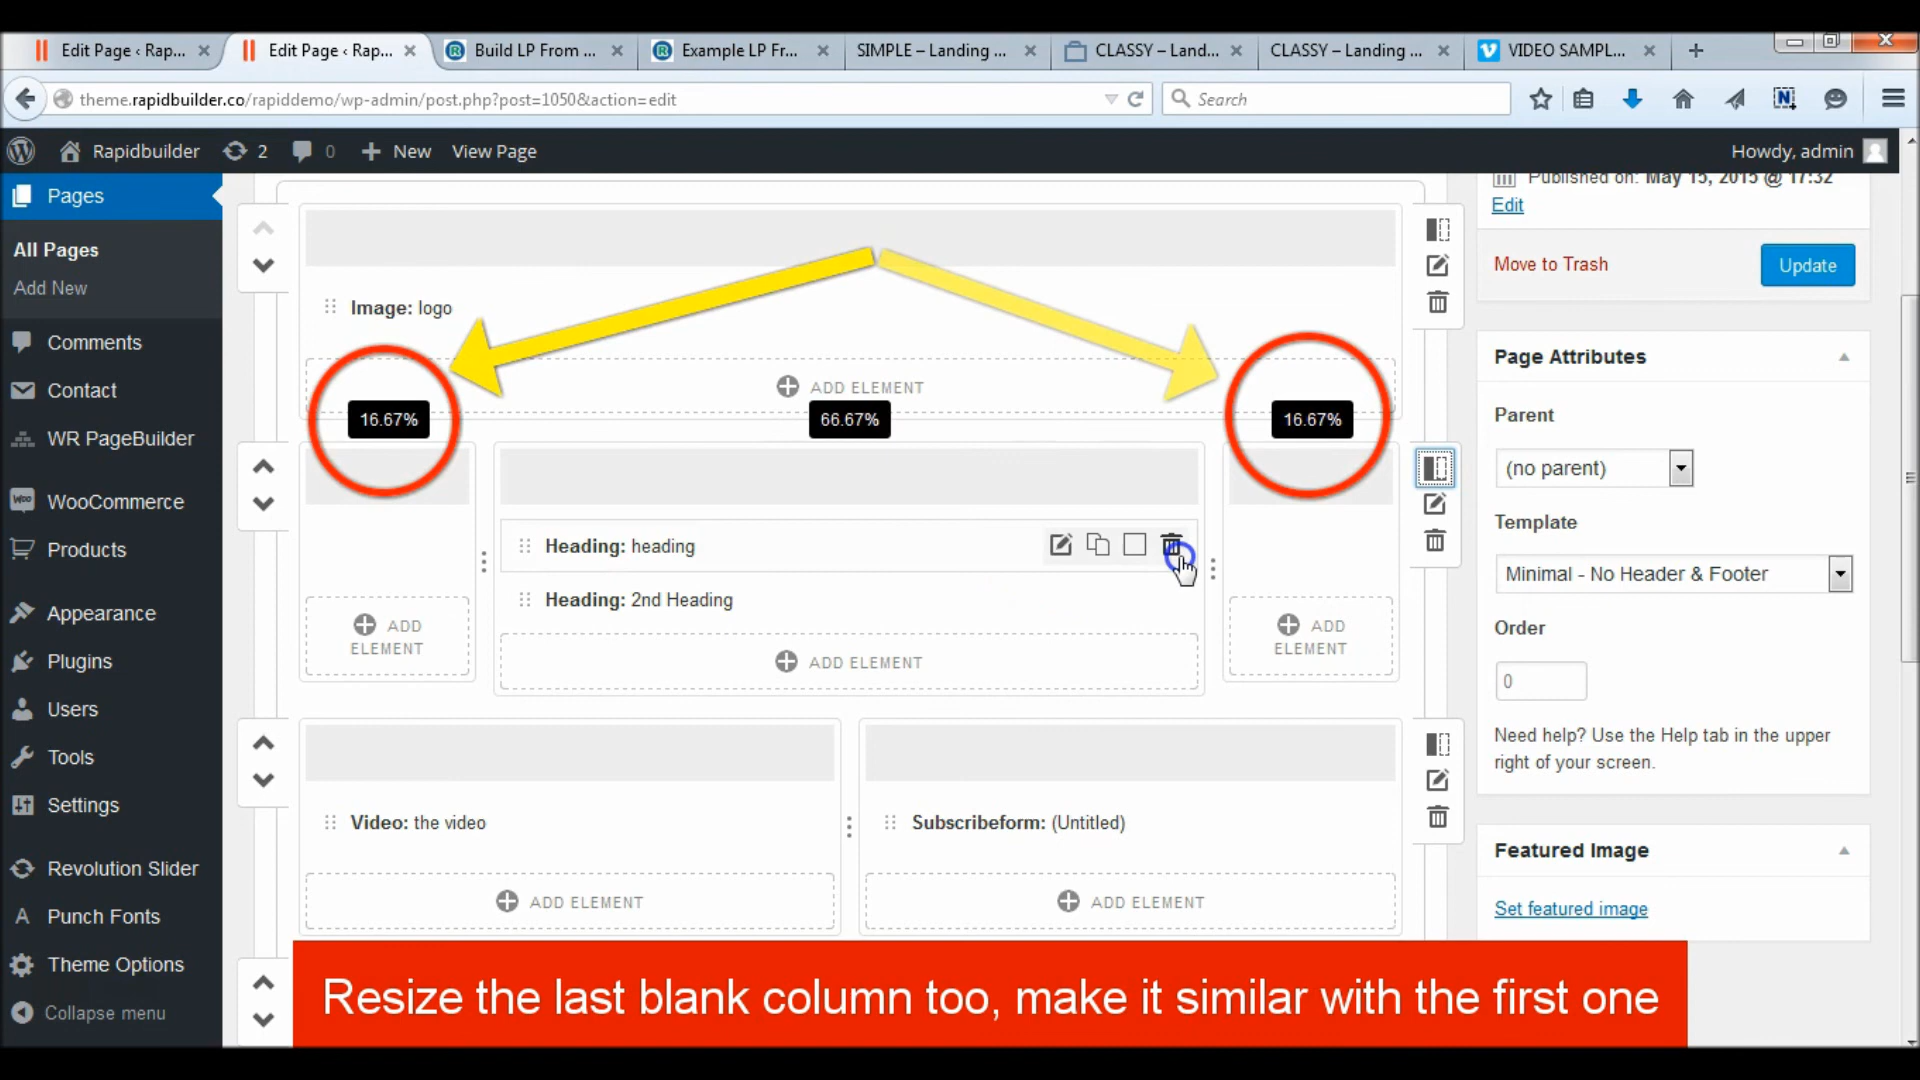 Edit Page ‹ Rap...
Edit Page ‹ Rap...
Build LP From ...
Example LP Fr...
SIMPLE – Landing ...
CLASSY – Land...
CLASSY – Landing ...
VIDEO SAMPL...
theme.rapidbuilder.co/rapiddemo/wp-admin/post.php?post=1050&action=edit
Search
Rapidbuilder
2
0
New
View Page
Howdy, admin
Pages
All Pages
Add New
Comments
Contact
WR PageBuilder
WooCommerce
Products
Appearance
Plugins
Users
Tools
Settings
Revolution Slider
Punch Fonts
Theme Options
Collapse menu
Image: logo
ADD ELEMENT
16.67%
66.67%
16.67%
Heading: heading
Heading: 2nd Heading
ADD
ELEMENT
ADD ELEMENT
ADD
ELEMENT
Video: the video
Subscribeform: (Untitled)
ADD ELEMENT
ADD ELEMENT
Published on: May 15, 2015 @ 17:32
Edit
Move to Trash
Update
Page Attributes
Parent
(no parent)
Template
Minimal - No Header & Footer
Order
0
Need help? Use the Help tab in the upper
right of your screen.
Featured Image
Set featured image
Resize the last blank column too, make it similar with the first one